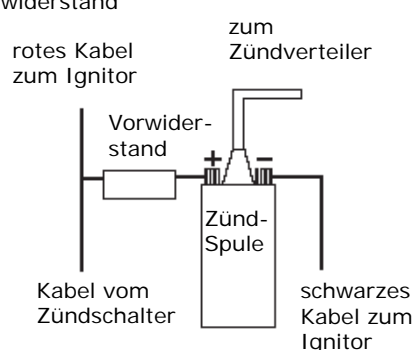 widerstand
zum
Zündverteiler
rotes Kabel
zum Ignitor
Vorwider-
stand
+ –
Zünd-
Spule
Kabel vom
Zündschalter
schwarzes
Kabel zum
Ignitor